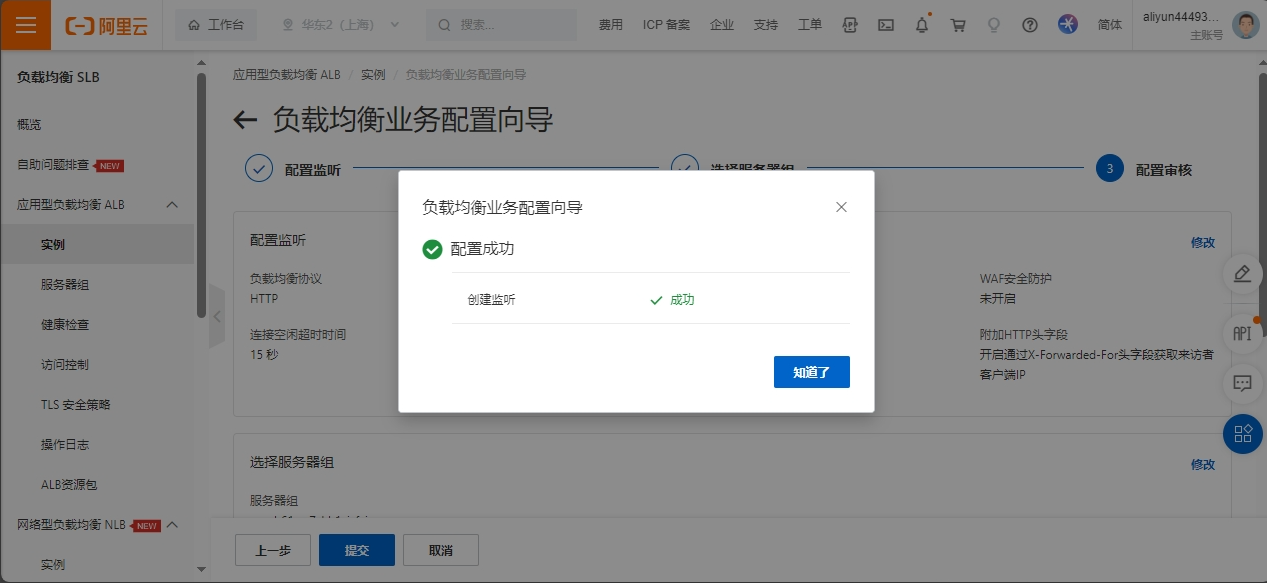 阿里云
工作台
华东2（上海）
搜索...
费用
ICP 备案
企业
支持
工单
简体
aliyun44493...
主账号
负载均衡 SLB
概览
自助问题排查 NEW
应用型负载均衡 ALB
实例
服务器组
健康检查
访问控制
TLS 安全策略
操作日志
ALB资源包
网络型负载均衡 NLB NEW
实例
应用型负载均衡 ALB / 实例 / 负载均衡业务配置向导
负载均衡业务配置向导
配置监听
选择服务器组
3 配置审核
配置监听
修改
负载均衡协议
HTTP
连接空闲超时时间
15 秒
WAF安全防护
未开启
附加HTTP头字段
开启通过X-Forwarded-For头字段获取来访者
客户端IP
负载均衡业务配置向导
配置成功
创建监听 成功
知道了
选择服务器组
修改
服务器组
上一步
提交
取消
API